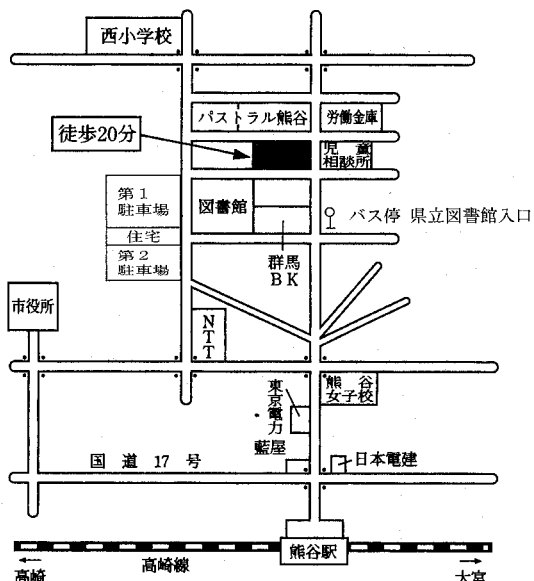 西小学校
パストラル熊谷
労働金庫
徒歩20分
児童
相談所
第1
駐車場
図書館
バス停 県立図書館入口
住宅
群馬
BK
第2
駐車場
市役所
NTT
熊谷
女子校
東京電力
藍屋
日本電建
国道17号
熊谷駅
高崎線
高崎
大宮